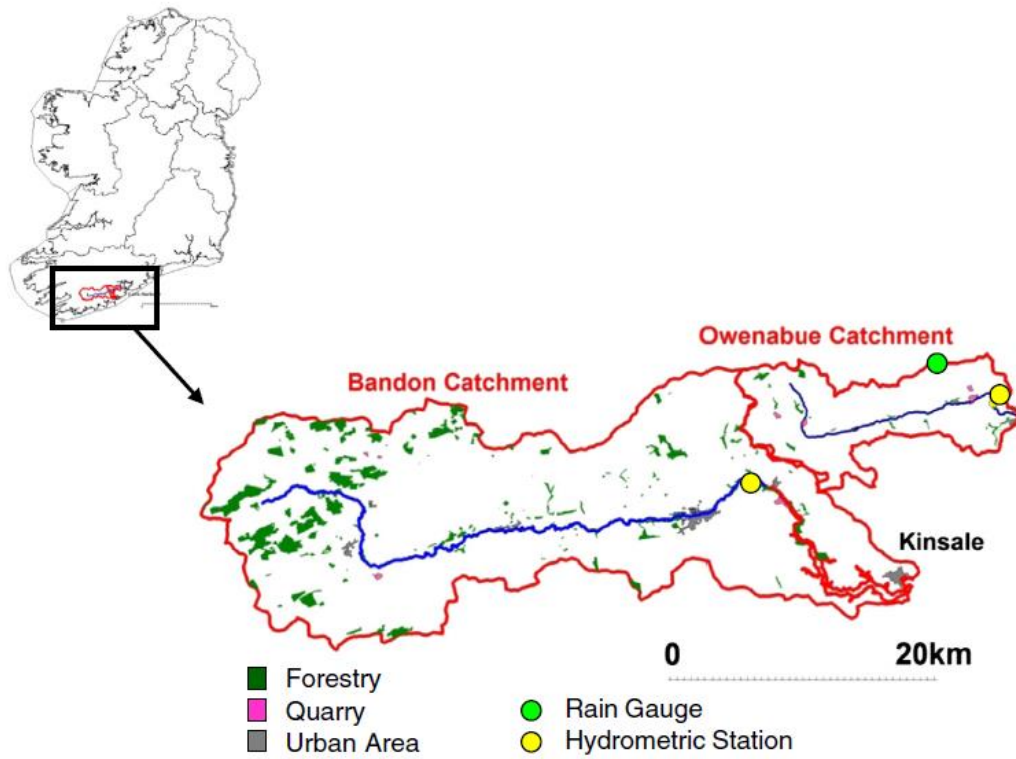 Owenabue Catchment
Bandon Catchment
Kinsale
0 20km
Forestry
Quarry
Urban Area
Rain Gauge
Hydrometric Station